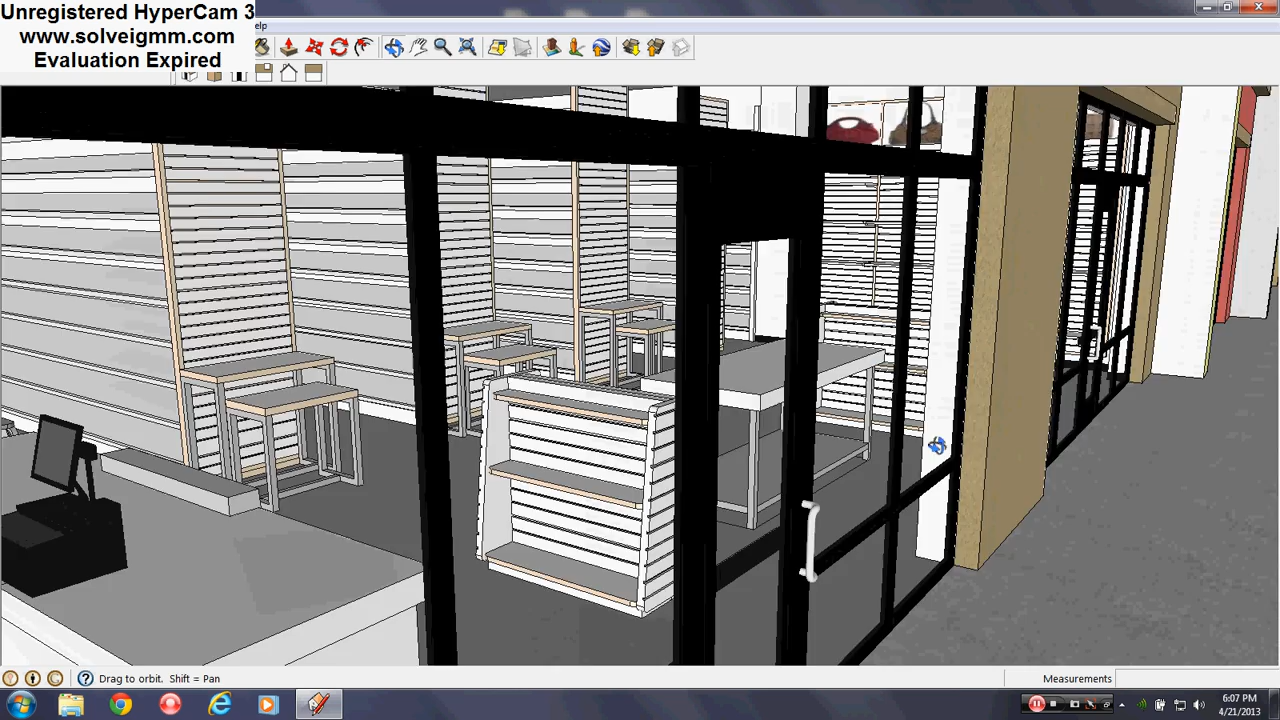 Unregistered HyperCam 3
www.solveigmm.com
Evaluation Expired
elp
Drag to orbit. Shift = Pan
Measurements
6:07 PM
4/21/2013